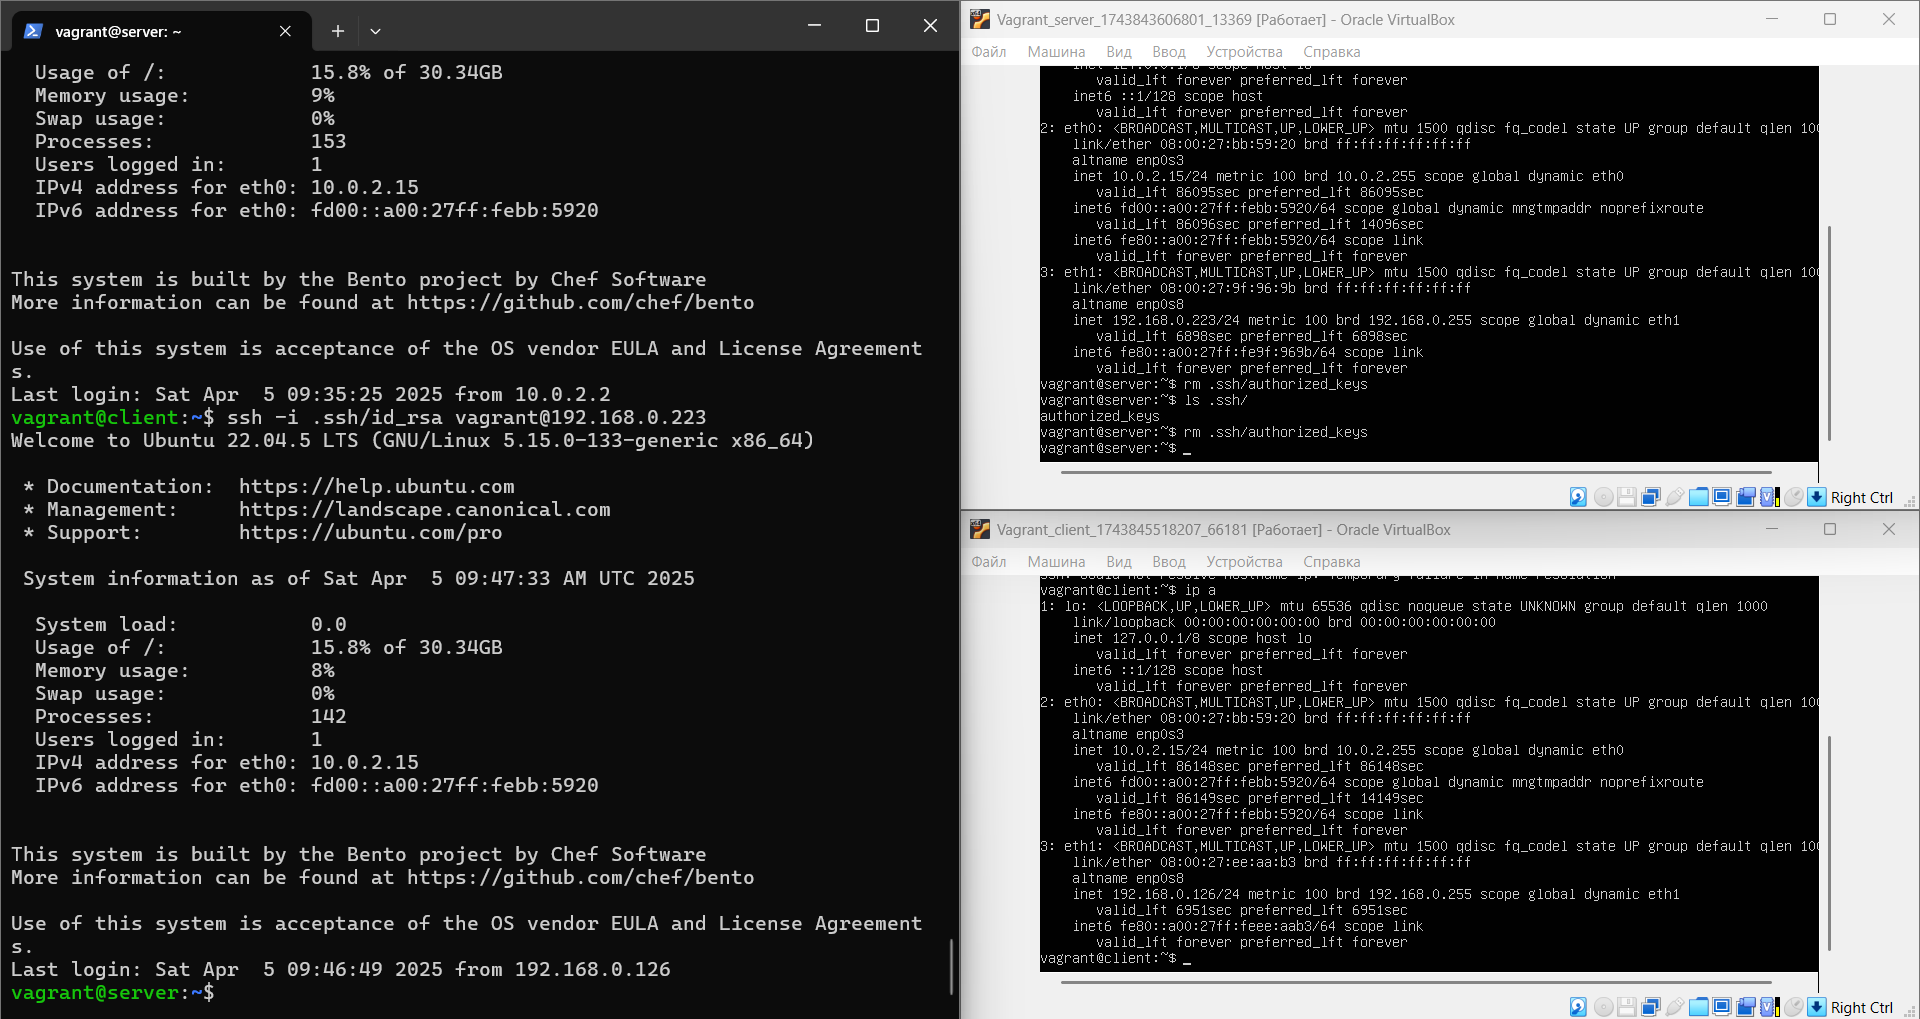 vagrant@server: ~
Usage of /:            15.8% of 30.34GB
Memory usage:          9%
Swap usage:            0%
Processes:             153
Users logged in:       1
IPv4 address for eth0: 10.0.2.15
IPv6 address for eth0: fd00::a00:27ff:febb:5920
This system is built by the Bento project by Chef Software
More information can be found at https://github.com/chef/bento
Use of this system is acceptance of the OS vendor EULA and License Agreement
s.
Last login: Sat Apr  5 09:35:25 2025 from 10.0.2.2
vagrant@client:~$ ssh -i .ssh/id_rsa vagrant@192.168.0.223
Welcome to Ubuntu 22.04.5 LTS (GNU/Linux 5.15.0-133-generic x86_64)
* Documentation:  https://help.ubuntu.com
* Management:     https://landscape.canonical.com
* Support:        https://ubuntu.com/pro
System information as of Sat Apr  5 09:47:33 AM UTC 2025
System load:           0.0
Usage of /:            15.8% of 30.34GB
Memory usage:          8%
Swap usage:            0%
Processes:             142
Users logged in:       1
IPv4 address for eth0: 10.0.2.15
IPv6 address for eth0: fd00::a00:27ff:febb:5920
This system is built by the Bento project by Chef Software
More information can be found at https://github.com/chef/bento
Use of this system is acceptance of the OS vendor EULA and License Agreement
s.
Last login: Sat Apr  5 09:46:49 2025 from 192.168.0.126
vagrant@server:~$
Vagrant_server_1743843606801_13369 [Работает] - Oracle VirtualBox
Файл Машина Вид Ввод Устройства Справка
inet 127.0.0.1/8 scope host lo
valid_lft forever preferred_lft forever
inet6 ::1/128 scope host
valid_lft forever preferred_lft forever
2: eth0: <BROADCAST,MULTICAST,UP,LOWER_UP> mtu 1500 qdisc fq_codel state UP group default qlen 100
link/ether 08:00:27:bb:59:20 brd ff:ff:ff:ff:ff:ff
altname enp0s3
inet 10.0.2.15/24 metric 100 brd 10.0.2.255 scope global dynamic eth0
valid_lft 86095sec preferred_lft 86095sec
inet6 fd00::a00:27ff:febb:5920/64 scope global dynamic mngtmpaddr noprefixroute
valid_lft 86096sec preferred_lft 14096sec
inet6 fe80::a00:27ff:febb:5920/64 scope link
valid_lft forever preferred_lft forever
3: eth1: <BROADCAST,MULTICAST,UP,LOWER_UP> mtu 1500 qdisc fq_codel state UP group default qlen 100
link/ether 08:00:27:9f:96:9b brd ff:ff:ff:ff:ff:ff
altname enp0s8
inet 192.168.0.223/24 metric 100 brd 192.168.0.255 scope global dynamic eth1
valid_lft 6898sec preferred_lft 6898sec
inet6 fe80::a00:27ff:fe9f:969b/64 scope link
valid_lft forever preferred_lft forever
vagrant@server:~$ rm .ssh/authorized_keys
vagrant@server:~$ ls .ssh/
authorized_keys
vagrant@server:~$ rm .ssh/authorized_keys
vagrant@server:~$ _
Right Ctrl
Vagrant_client_1743845518207_66181 [Работает] - Oracle VirtualBox
Файл Машина Вид Ввод Устройства Справка
ssh: Could not resolve hostname ip: Temporary failure in name resolution
vagrant@client:~$ ip a
1: lo: <LOOPBACK,UP,LOWER_UP> mtu 65536 qdisc noqueue state UNKNOWN group default qlen 1000
link/loopback 00:00:00:00:00:00 brd 00:00:00:00:00:00
inet 127.0.0.1/8 scope host lo
valid_lft forever preferred_lft forever
inet6 ::1/128 scope host
valid_lft forever preferred_lft forever
2: eth0: <BROADCAST,MULTICAST,UP,LOWER_UP> mtu 1500 qdisc fq_codel state UP group default qlen 100
link/ether 08:00:27:bb:59:20 brd ff:ff:ff:ff:ff:ff
altname enp0s3
inet 10.0.2.15/24 metric 100 brd 10.0.2.255 scope global dynamic eth0
valid_lft 86148sec preferred_lft 86148sec
inet6 fd00::a00:27ff:febb:5920/64 scope global dynamic mngtmpaddr noprefixroute
valid_lft 86149sec preferred_lft 14149sec
inet6 fe80::a00:27ff:febb:5920/64 scope link
valid_lft forever preferred_lft forever
3: eth1: <BROADCAST,MULTICAST,UP,LOWER_UP> mtu 1500 qdisc fq_codel state UP group default qlen 100
link/ether 08:00:27:ee:aa:b3 brd ff:ff:ff:ff:ff:ff
altname enp0s8
inet 192.168.0.126/24 metric 100 brd 192.168.0.255 scope global dynamic eth1
valid_lft 6951sec preferred_lft 6951sec
inet6 fe80::a00:27ff:feee:aab3/64 scope link
valid_lft forever preferred_lft forever
vagrant@client:~$ _
Right Ctrl